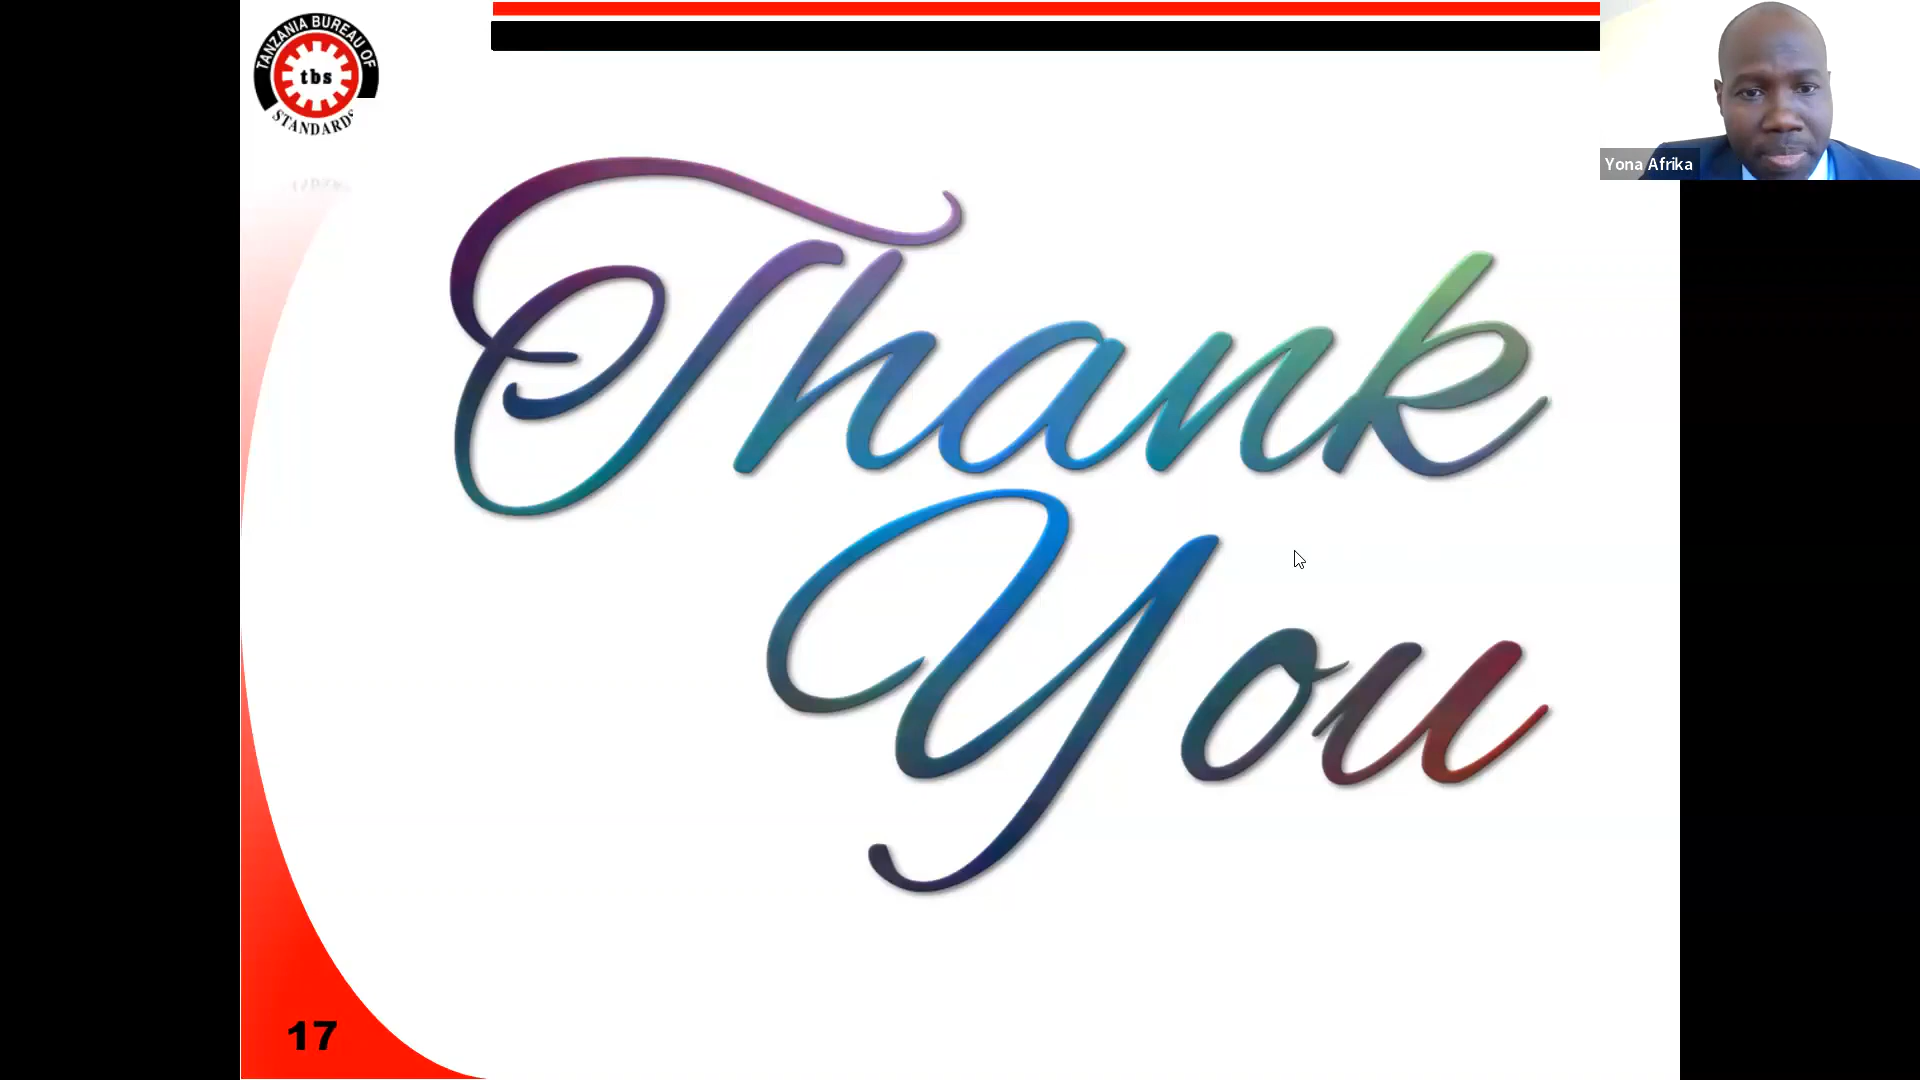 TANZANIA BUREAU OF
tbs
STANDARDS
Yona Afrika
Thank
You
17